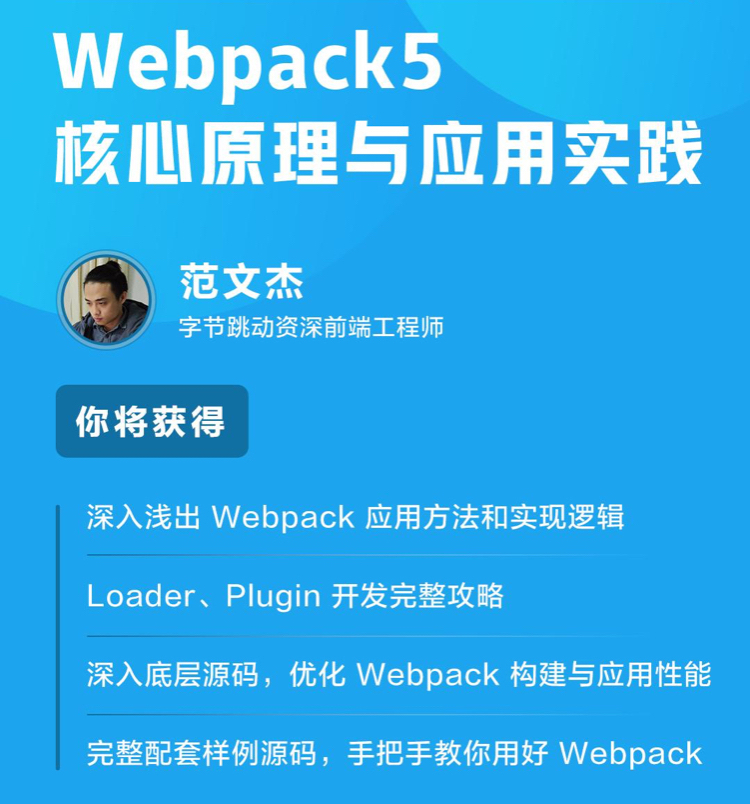 Webpack5
核心原理与应用实践
范文杰
字节跳动资深前端工程师
你将获得
深入浅出 Webpack 应用方法和实现逻辑
Loader、Plugin 开发完整攻略
深入底层源码，优化 Webpack 构建与应用性能
完整配套样例源码，手把手教你用好 Webpack